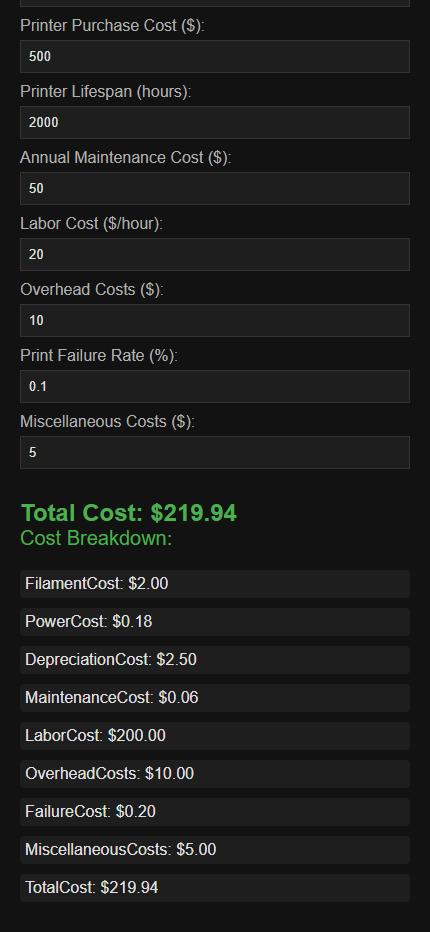 Printer Purchase Cost ($):
500
Printer Lifespan (hours):
2000
Annual Maintenance Cost ($):
50
Labor Cost ($/hour):
20
Overhead Costs ($):
10
Print Failure Rate (%):
0.1
Miscellaneous Costs ($):
5
Total Cost: $219.94
Cost Breakdown:
FilamentCost: $2.00
PowerCost: $0.18
DepreciationCost: $2.50
MaintenanceCost: $0.06
LaborCost: $200.00
OverheadCosts: $10.00
FailureCost: $0.20
MiscellaneousCosts: $5.00
TotalCost: $219.94